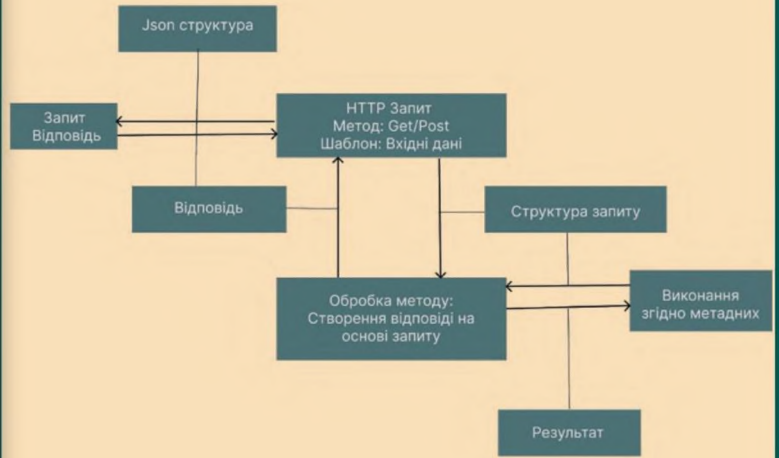 Json структура
Запит
Відповідь
HTTP Запит
Метод: Get/Post
Шаблон: Вхідні дані
Відповідь
Структура запиту
Обробка методу:
Створення відповіді на
основі запиту
Виконання
згідно метадних
Результат